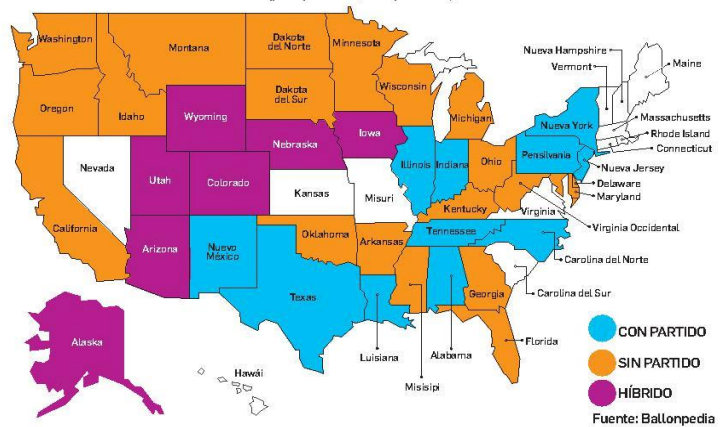 Washington
Montana
Dakota
del Norte
Minnesota
Nueva Hampshire
Vermont
Maine
Oregon
Idaho
Wyoming
Dakota
del Sur
Wisconsin
Michigan
Nueva York
Massachusetts
Rhode Island
Connecticut
Nevada
Utah
Colorado
Nebraska
Iowa
Illinois
Indiana
Ohio
Pensilvania
Nueva Jersey
Delaware
Maryland
California
Kansas
Misuri
Kentucky
Virginia
Virginia Occidental
Arizona
Nuevo
México
Oklahoma
Arkansas
Tennessee
Carolina del Norte
Texas
Georgia
Carolina del Sur
Alaska
Hawái
Luisiana
Misisipi
Alabama
Florida
CON PARTIDO
SIN PARTIDO
HÍBRIDO
Fuente: Ballonpedia